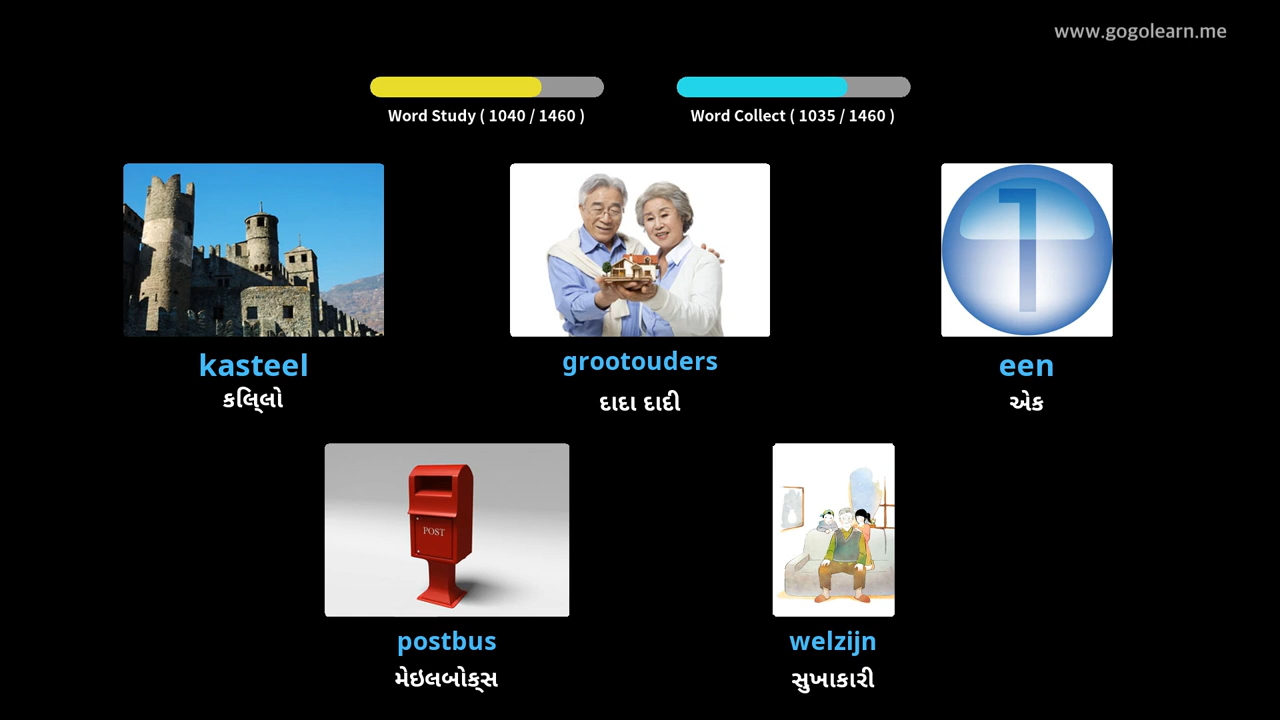 www.gogolearn.me
Word Study ( 1040 / 1460 )
Word Collect ( 1035 / 1460 )
kasteel
કલ્લિો
grootouders
દાદા દાદી
een
એક
POST
postbus
મેઇલબોક્સ
welzijn
સુખાકારી